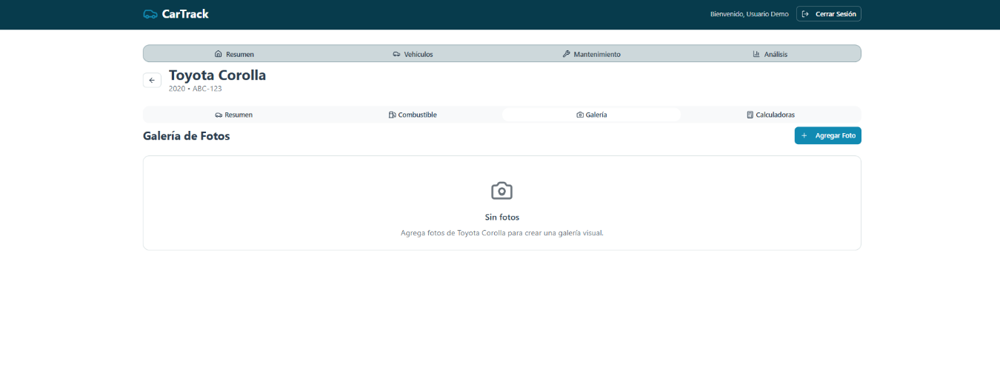 CarTrack
Bienvenido, Usuario Demo
Cerrar Sesión
Resumen
Vehículos
Mantenimiento
Análisis
Toyota Corolla
2020 • ABC-123
Resumen
Combustible
Galería
Calculadoras
Galería de Fotos
Agregar Foto
Sin fotos
Agrega fotos de Toyota Corolla para crear una galería visual.